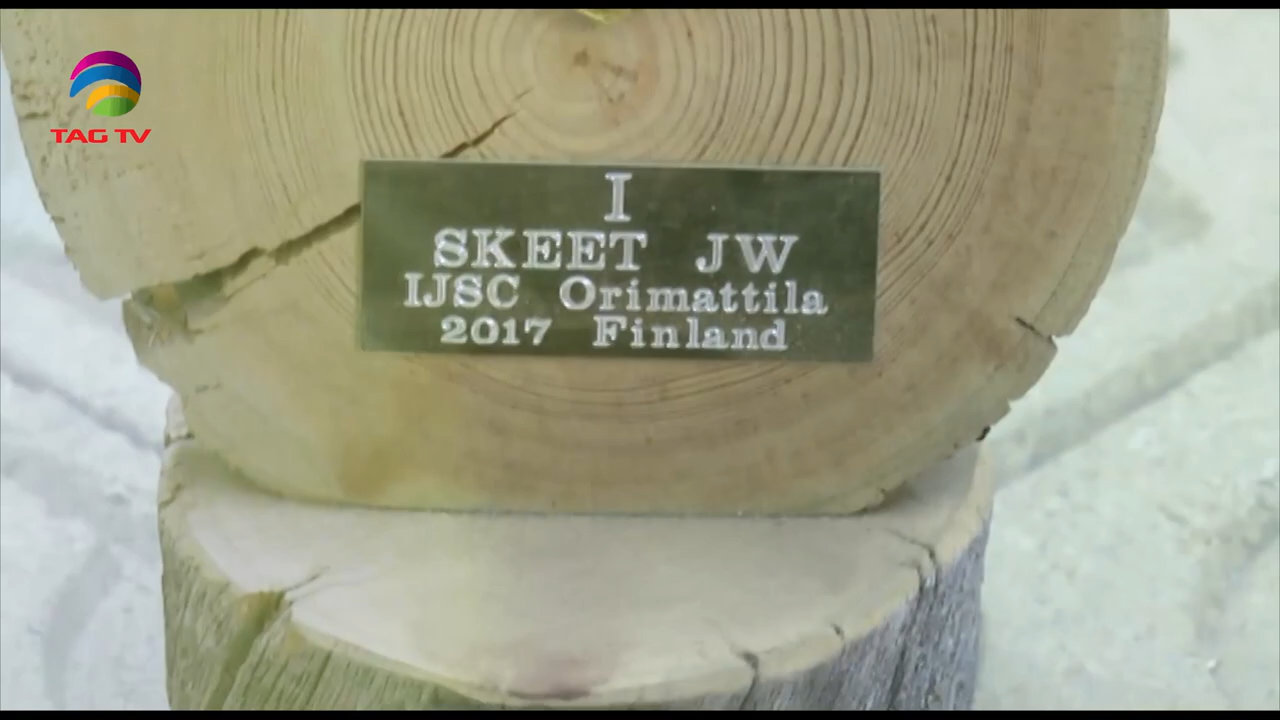 TAG TV
I
SKEET JW
IJSC Orimattila
2017 Finland